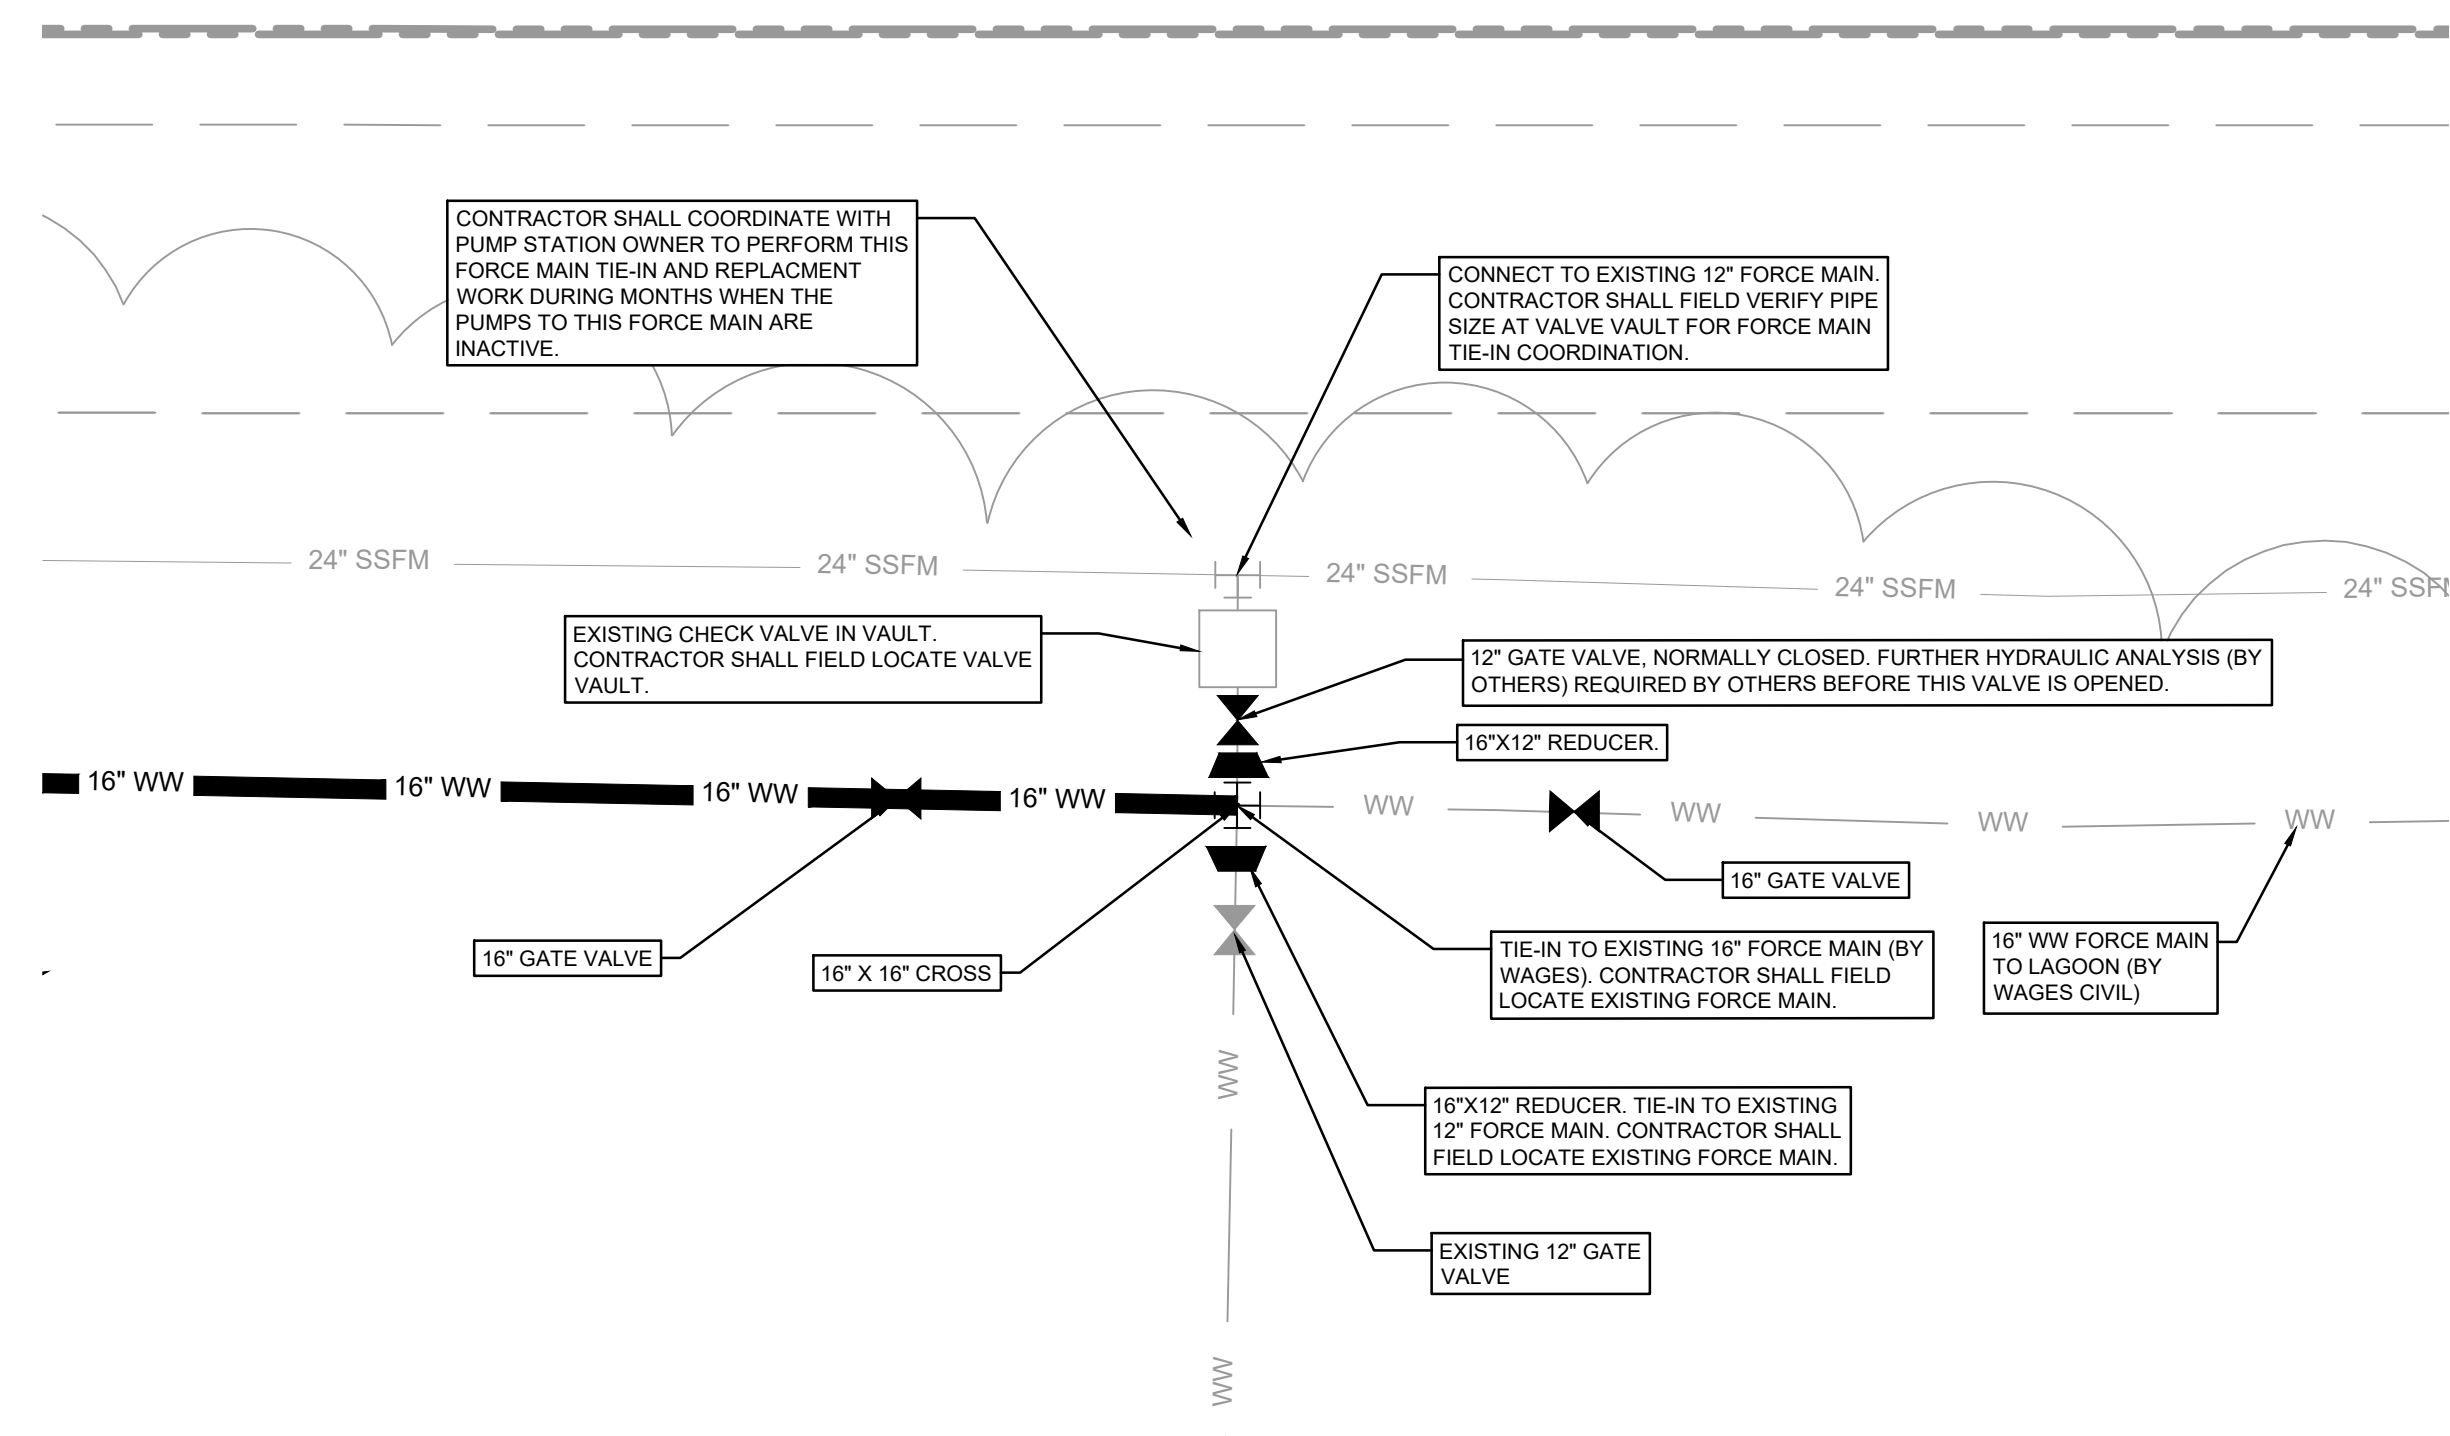 CONTRACTOR SHALL COORDINATE WITH
PUMP STATION OWNER TO PERFORM THIS
FORCE MAIN TIE-IN AND REPLACMENT
WORK DURING MONTHS WHEN THE
PUMPS TO THIS FORCE MAIN ARE
INACTIVE.
CONNECT TO EXISTING 12" FORCE MAIN.
CONTRACTOR SHALL FIELD VERIFY PIPE
SIZE AT VALVE VAULT FOR FORCE MAIN
TIE-IN COORDINATION.
24" SSFM
24" SSFM
24" SSFM
24" SSFM
24" SSFM
EXISTING CHECK VALVE IN VAULT.
CONTRACTOR SHALL FIELD LOCATE VALVE
VAULT.
12" GATE VALVE, NORMALLY CLOSED. FURTHER HYDRAULIC ANALYSIS (BY
OTHERS) REQUIRED BY OTHERS BEFORE THIS VALVE IS OPENED.
16"X12" REDUCER.
16" WW
16" WW
16" WW
16" WW
WW
WW
WW
WW
16" GATE VALVE
16" GATE VALVE
16" X 16" CROSS
TIE-IN TO EXISTING 16" FORCE MAIN (BY
WAGES). CONTRACTOR SHALL FIELD
LOCATE EXISTING FORCE MAIN.
16" WW FORCE MAIN
TO LAGOON (BY
WAGES CIVIL)
WW
16"X12" REDUCER. TIE-IN TO EXISTING
12" FORCE MAIN. CONTRACTOR SHALL
FIELD LOCATE EXISTING FORCE MAIN.
EXISTING 12" GATE
VALVE
WW